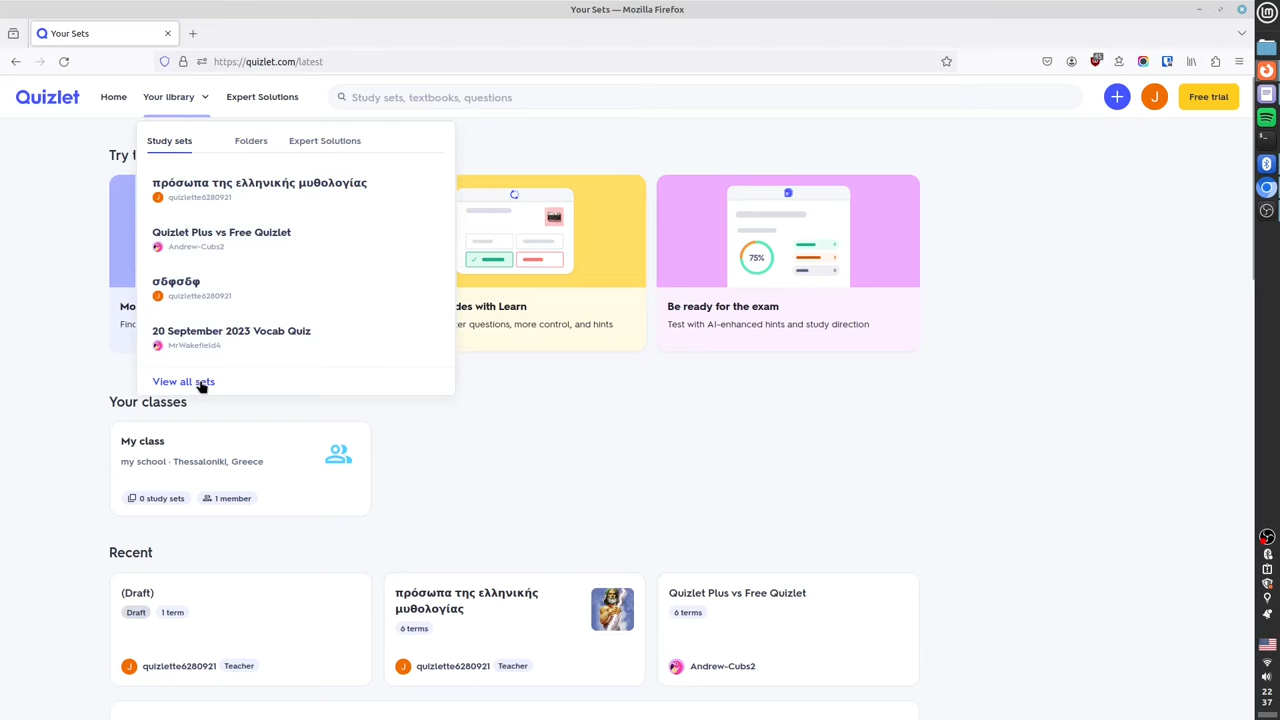 Your Sets — Mozilla Firefox
Your Sets
https://quizlet.com/latest
45
Quizlet
Home
Your library
Expert Solutions
Study sets, textbooks, questions
J
Free trial
Try t
Study sets
Folders
Expert Solutions
πρόσωπα της ελληνικής μυθολογίας
J quizlette6280921
Quizlet Plus vs Free Quizlet
Andrew-Cubs2
σδφσδφ
J quizlette6280921
20 September 2023 Vocab Quiz
MrWakefield4
View all sets
75%
Mo
des with Learn
Be ready for the exam
Finc
er questions, more control, and hints
Test with AI-enhanced hints and study direction
Your classes
My class
my school · Thessaloniki, Greece
0 study sets
1 member
Recent
(Draft)
Draft
1 term
J quizlette6280921
Teacher
πρόσωπα της ελληνικής
μυθολογίας
6 terms
J quizlette6280921
Teacher
Quizlet Plus vs Free Quizlet
6 terms
Andrew-Cubs2
22
37